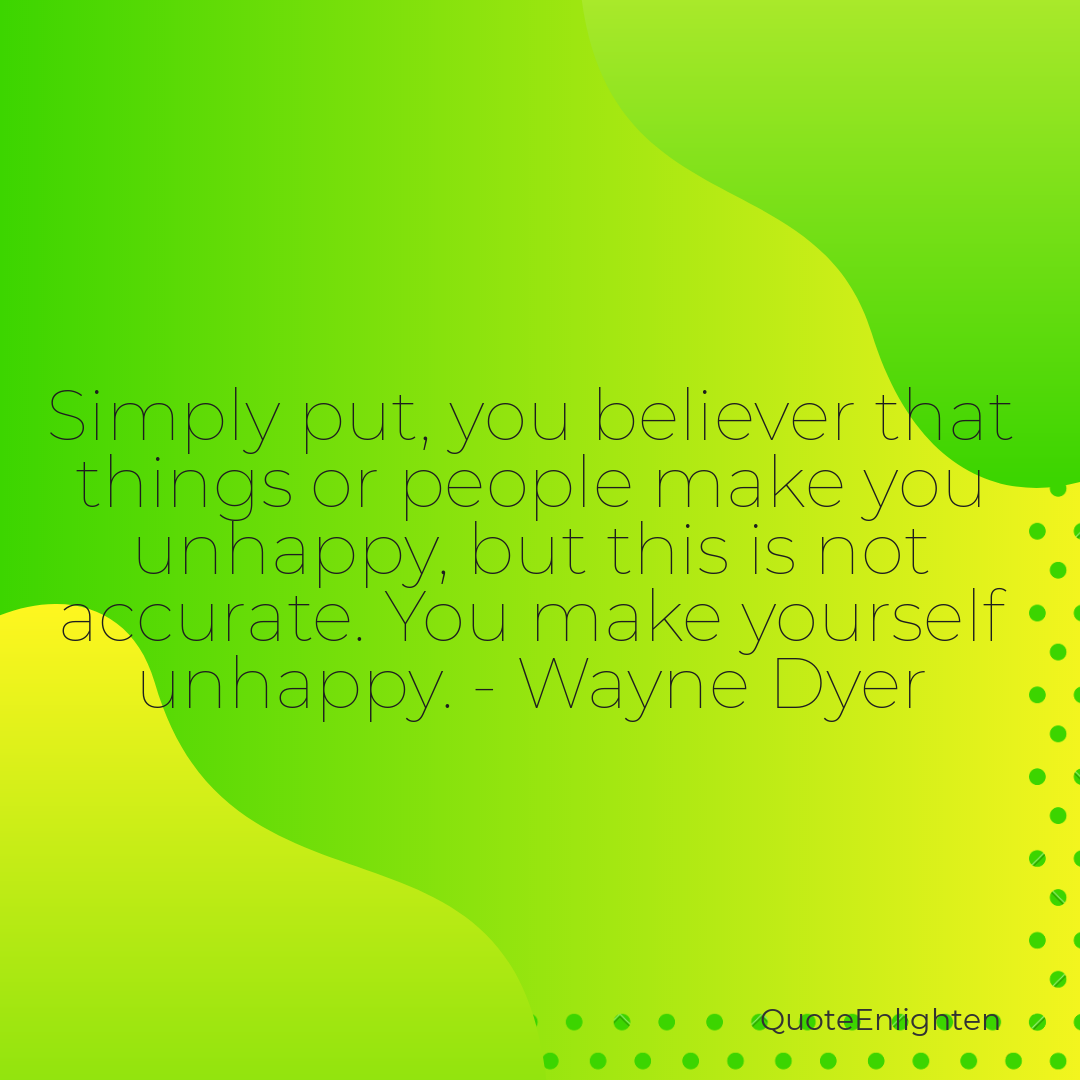 Simply put, you believer that
things or people make you
unhappy, but this is not
accurate. You make yourself
unhappy. - Wayne Dyer
QuoteEnlighten